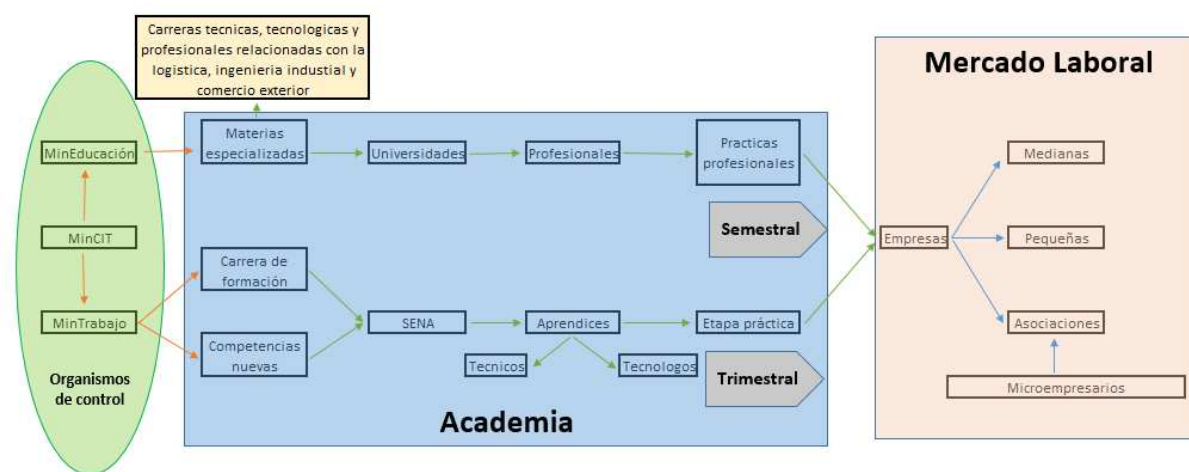 Carreras tecnicas, tecnologicas y
profesionales relacionadas con la
logistica, ingenieria industial y
comercio exterior
Mercado Laboral
MinEducación
Materias
especializadas
Universidades
Profesionales
Practicas
profesionales
Medianas
MinCIT
Semestral
Empresas
Pequeñas
Carrera de
formación
MinTrabajo
SENA
Aprendices
Etapa práctica
Asociaciones
Competencias
nuevas
Tecnicos
Tecnologos
Trimestral
Microempresarios
Organismos
de control
Academia